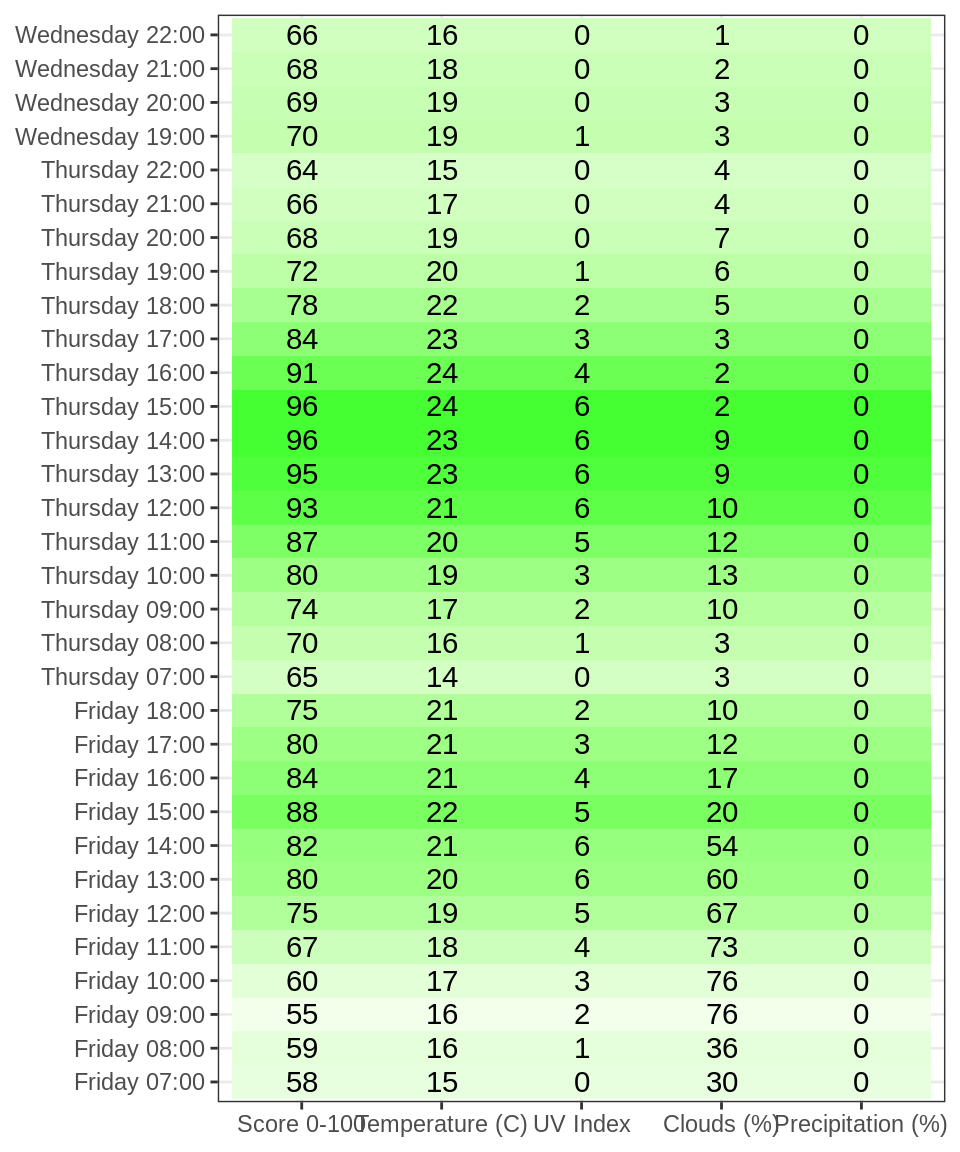 Wednesday 22:00 66 16 0 1 0
Wednesday 21:00 68 18 0 2 0
Wednesday 20:00 69 19 0 3 0
Wednesday 19:00 70 19 1 3 0
Thursday 22:00 64 15 0 4 0
Thursday 21:00 66 17 0 4 0
Thursday 20:00 68 19 0 7 0
Thursday 19:00 72 20 1 6 0
Thursday 18:00 78 22 2 5 0
Thursday 17:00 84 23 3 3 0
Thursday 16:00 91 24 4 2 0
Thursday 15:00 96 24 6 2 0
Thursday 14:00 96 23 6 9 0
Thursday 13:00 95 23 6 9 0
Thursday 12:00 93 21 6 10 0
Thursday 11:00 87 20 5 12 0
Thursday 10:00 80 19 3 13 0
Thursday 09:00 74 17 2 10 0
Thursday 08:00 70 16 1 3 0
Thursday 07:00 65 14 0 3 0
Friday 18:00 75 21 2 10 0
Friday 17:00 80 21 3 12 0
Friday 16:00 84 21 4 17 0
Friday 15:00 88 22 5 20 0
Friday 14:00 82 21 6 54 0
Friday 13:00 80 20 6 60 0
Friday 12:00 75 19 5 67 0
Friday 11:00 67 18 4 73 0
Friday 10:00 60 17 3 76 0
Friday 09:00 55 16 2 76 0
Friday 08:00 59 16 1 36 0
Friday 07:00 58 15 0 30 0
Score 0-100 Temperature (C) UV Index Clouds (%) Precipitation (%)